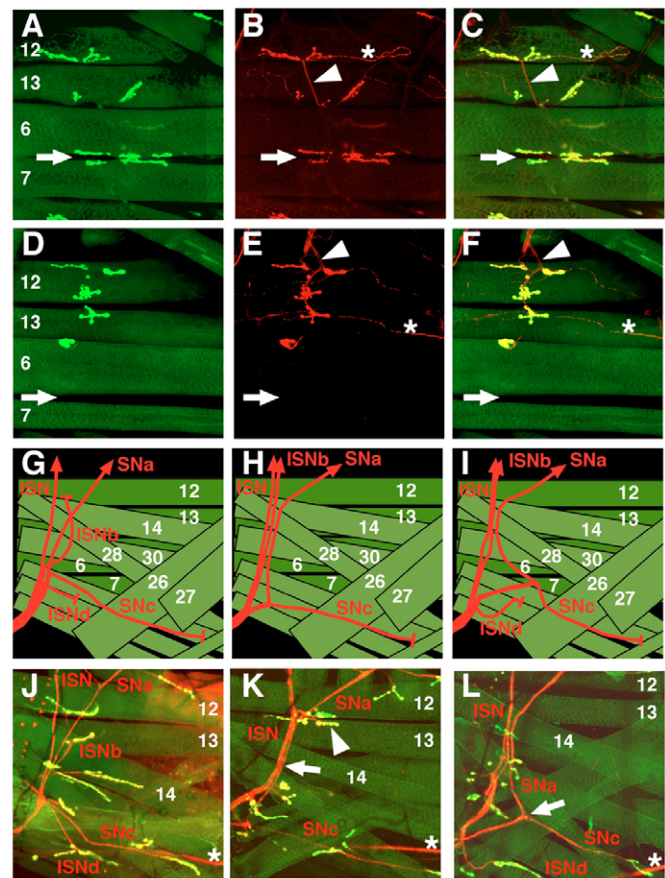 A
B
C
12
*
*
13
6
7
D
E
F
12
13
*
*
6
7
G
H
I
SNa
ISNb
SNa
ISNb
SNa
ISN
ISN
ISN
12
12
12
13
13
13
ISNb
14
14
14
28
30
28
30
28
30
6
6
6
7
26
7
26
7
26
27
27
27
ISNd
SNc
SNc
SNc
ISNd
J
K
L
ISN
SNa
SNa
12
12
12
ISN
13
13
13
ISNb
14
14
14
SNa
SNc
SNc
SNc
*
*
*
ISNd
ISNd